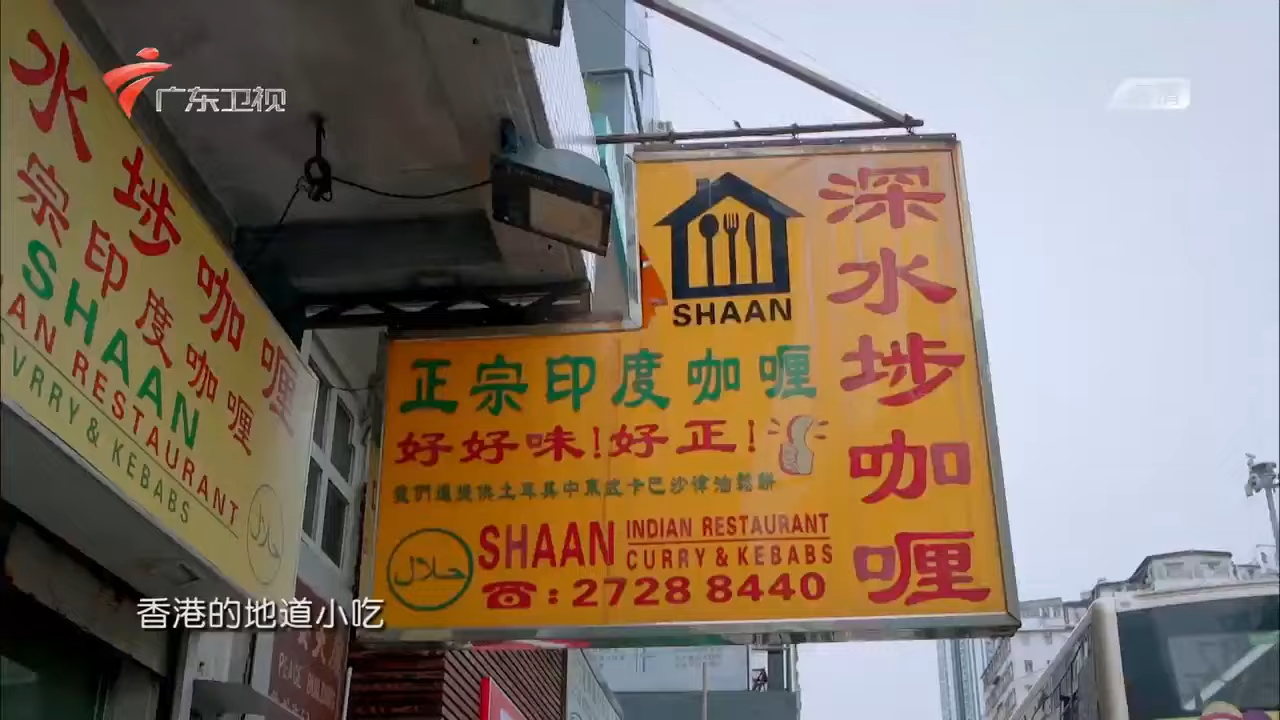 广东卫视
水埗咖喱
宗印度咖喱
SHAAN
AN RESTAURANT
& KEBABS
حلال
SHAAN
深水埗咖喱
正宗印度咖喱
好好味!好正!
SHAAN
INDIAN RESTAURANT
CURRY & KEBABS
حلال
☎:2728 8440
香港的地道小吃